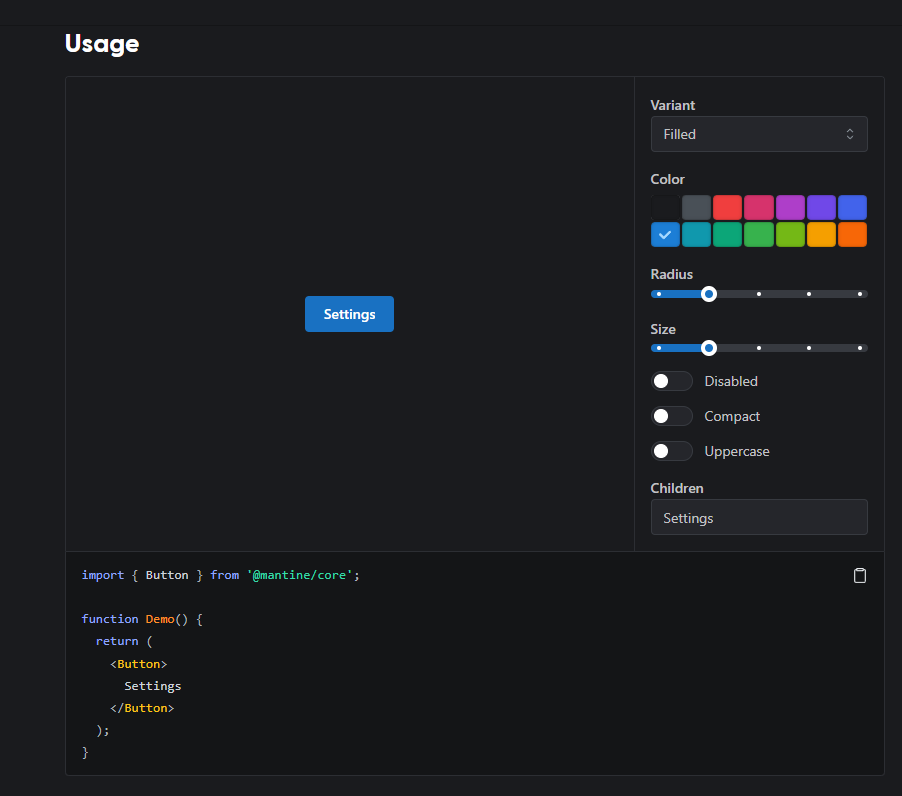 Usage
Variant
Filled
Color
Radius
Size
Disabled
Compact
Uppercase
Children
Settings
Settings
import { Button } from '@mantine/core';
function Demo() {
  return (
    <Button>
      Settings
    </Button>
  );
}